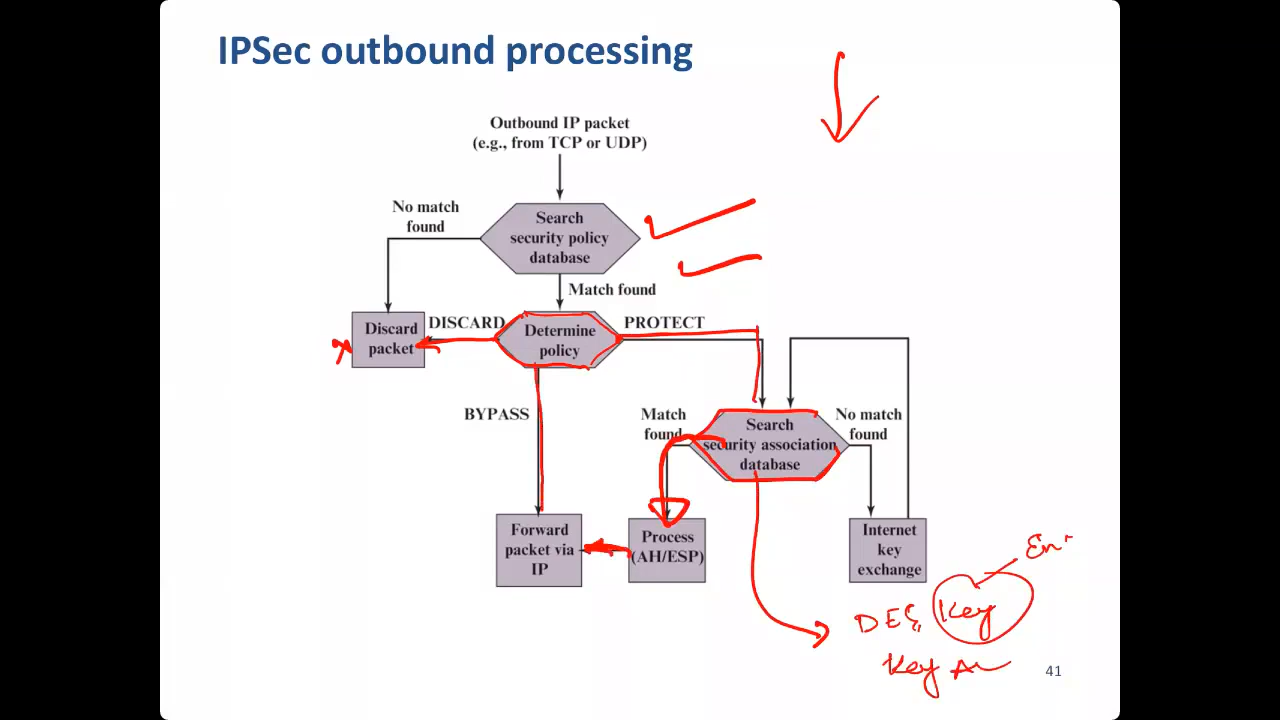 IPSec outbound processing
Outbound IP packet
(e.g., from TCP or UDP)
No match
found
Search
security policy
database
Match found
Discard
packet
DISCARD
Determine
policy
PROTECT
BYPASS
Match
found
Search
security association
database
No match
found
Forward
packet via
IP
Process
(AH/ESP)
Internet
key
exchange
DES, Key
Key
41